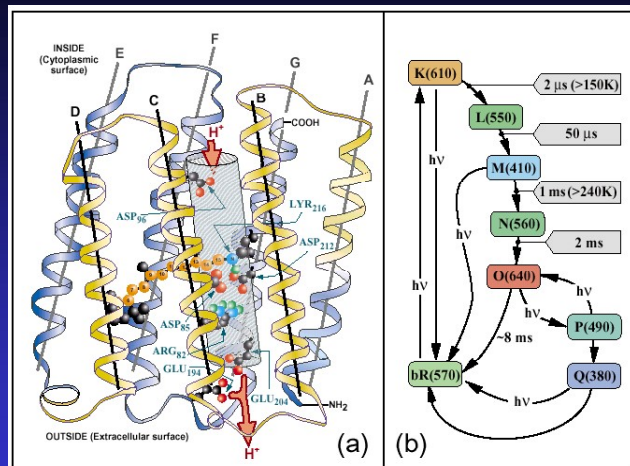 E
F
G
A
INSIDE
(Cytoplasmic
surface)
D
C
B
COOH
H+
ASP96
LYR216
ASP212
ASP85
ARG82
GLU194
GLU204
NH2
OUTSIDE (Extracellular surface)
H+
(a)
K(610)
2 μs (>150K)
L(550)
50 μs
hν
M(410)
1 ms (>240K)
hν
N(560)
2 ms
O(640)
hν
hν
hν
P(490)
~8 ms
bR(570)
hν
Q(380)
(b)